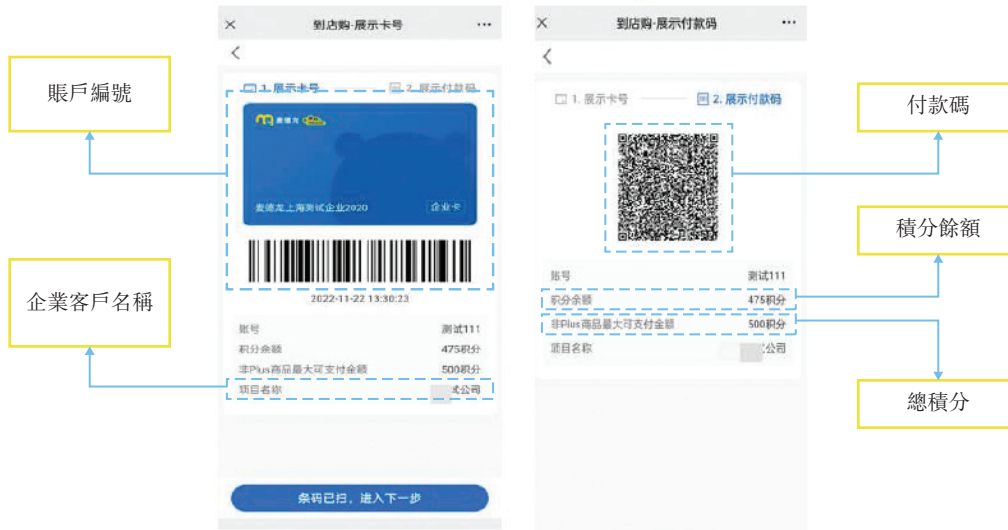 到店购·展示卡号
1. 展示卡号
2. 展示付款码
麦德龙
麦德龙上海测试企业2020
企业卡
2022-11-22 13:30:23
账号 测试111
积分余额 475积分
非Plus商品最大可支付金额 500积分
项目名称 公司
条码已扫，进入下一步
賬戶編號
企業客戶名稱
到店购·展示付款码
1. 展示卡号
2. 展示付款码
账号 测试111
积分余额 475积分
非Plus商品最大可支付金额 500积分
项目名称 公司
付款碼
積分餘額
總積分